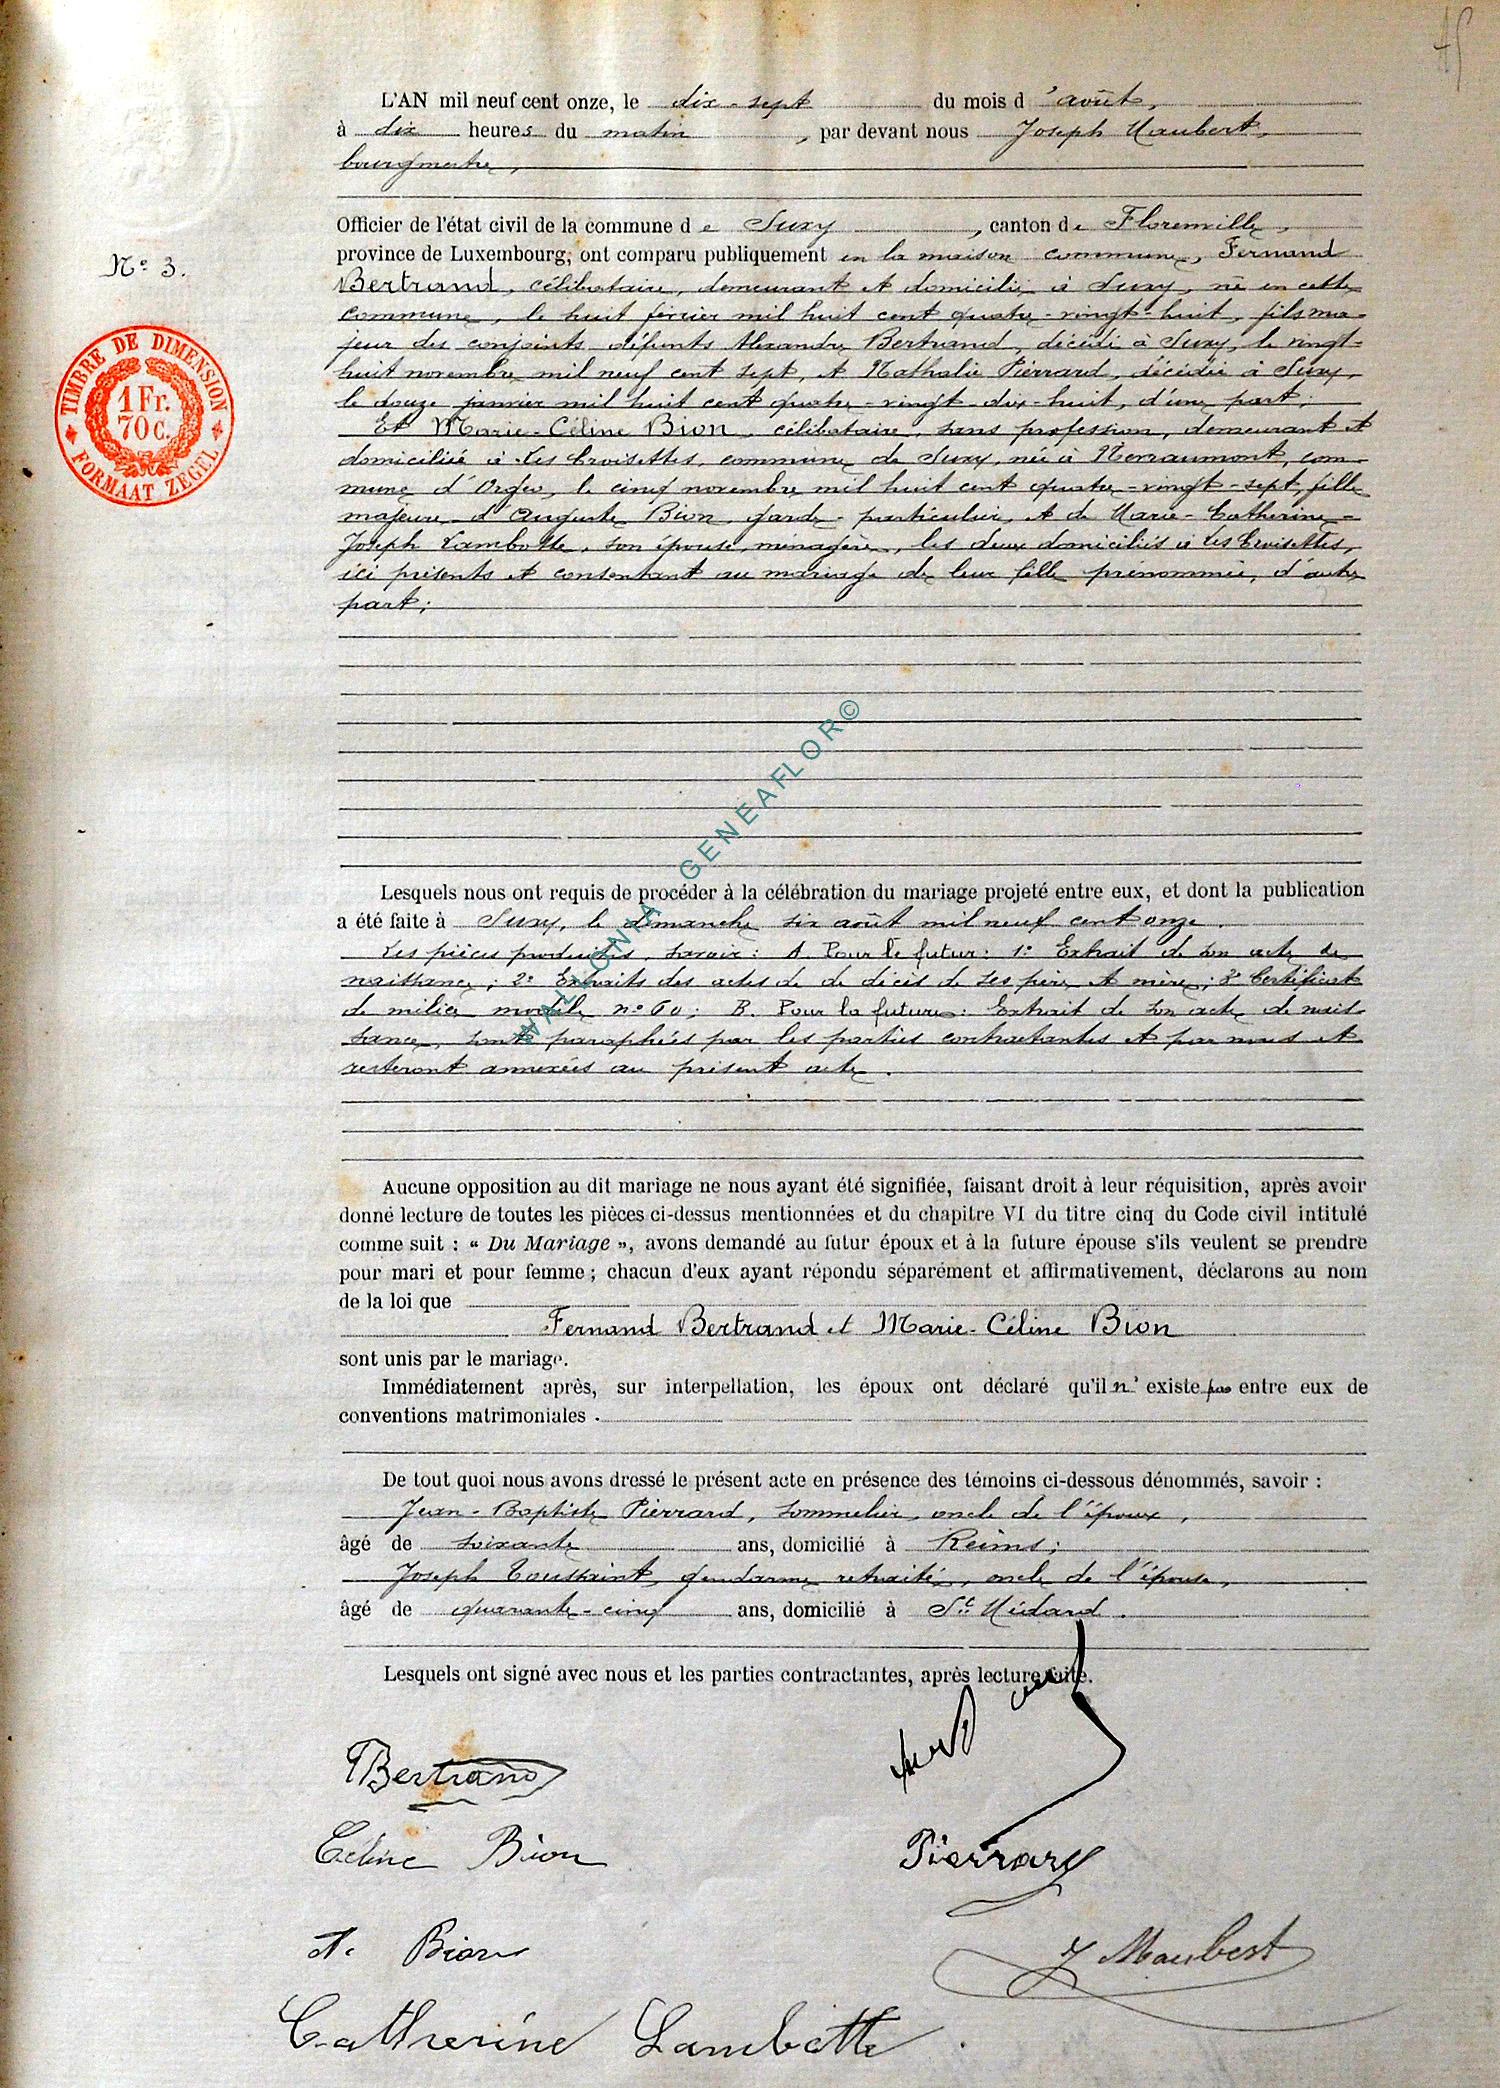 L'AN mil neuf cent onze, le dix-sept du mois d'août,
à dix heures du matin, par devant nous Joseph Maubert,
bourgmestre,
Officier de l'état civil de la commune de Suxy, canton de Florenville,
N° 3.
province de Luxembourg, ont comparu publiquement en la maison commune, Fernand
Bertrand, célibataire, demeurant et domicilié à Suxy, né en cette
commune, le huit février mil huit cent quatre-vingt-huit, fils ma-
jeur des conjoints défunts Alexandre Bertrand, décédé à Suxy, le vingt-
huit novembre mil neuf cent sept, et Nathalie Pierrard, décédée à Suxy,
le douze janvier mil huit cent quatre-vingt-dix-huit, d'une part;
TIMBRE DE DIMENSION
1 Fr.
70 C.
FORMAAT ZEGEL
Et Marie-Céline Bion, célibataire, sans profession, demeurant et
domiciliée à Les Croisettes, commune de Suxy, née à Nerraumont, com-
mune d'Orgeo, le cinq novembre mil huit cent quatre-vingt-sept, fille
majeure d'Auguste Bion, garde-particulier, et de Marie-Catherine-
Joseph Lambotte, son épouse, ménagère, les deux domiciliés à Les Croisettes,
ici présents et consentant au mariage de leur fille prénommée, d'autre
part;
WALLONIA - GENEAFLOR©
Lesquels nous ont requis de procéder à la célébration du mariage projeté entre eux, et dont la publication
a été faite à Suxy, le dimanche six août mil neuf cent onze.
Les pièces produites, savoir: A. Pour le futur: 1° Extrait de son acte de
naissance; 2° Extraits des actes de de décès de ses père et mère; 3° Certificat
de milice modèle n° 60; B. Pour la future: Extrait de son acte de nais-
sance, sont paraphées par les parties contractantes et par nous et
resteront annexées au présent acte.
Aucune opposition au dit mariage ne nous ayant été signifiée, faisant droit à leur réquisition, après avoir
donné lecture de toutes les pièces ci-dessus mentionnées et du chapitre VI du titre cinq du Code civil intitulé
comme suit : « Du Mariage », avons demandé au futur époux et à la future épouse s'ils veulent se prendre
pour mari et pour femme ; chacun d'eux ayant répondu séparément et affirmativement, déclarons au nom
de la loi que
Fernand Bertrand et Marie-Céline Bion
sont unis par le mariage.
Immédiatement après, sur interpellation, les époux ont déclaré qu'il n'existe pas entre eux de
conventions matrimoniales.
De tout quoi nous avons dressé le présent acte en présence des témoins ci-dessous dénommés, savoir :
Jean-Baptiste Pierrard, sommelier, oncle de l'époux,
âgé de soixante ans, domicilié à Reims;
Joseph Toussaint, gendarme retraité, oncle de l'épouse,
âgé de quarante-cinq ans, domicilié à St Médard.
Lesquels ont signé avec nous et les parties contractantes, après lecture faite.
Bertrand
Céline Bion
Pierrard
A. Bion
J Maubert
Catherine Lambotte